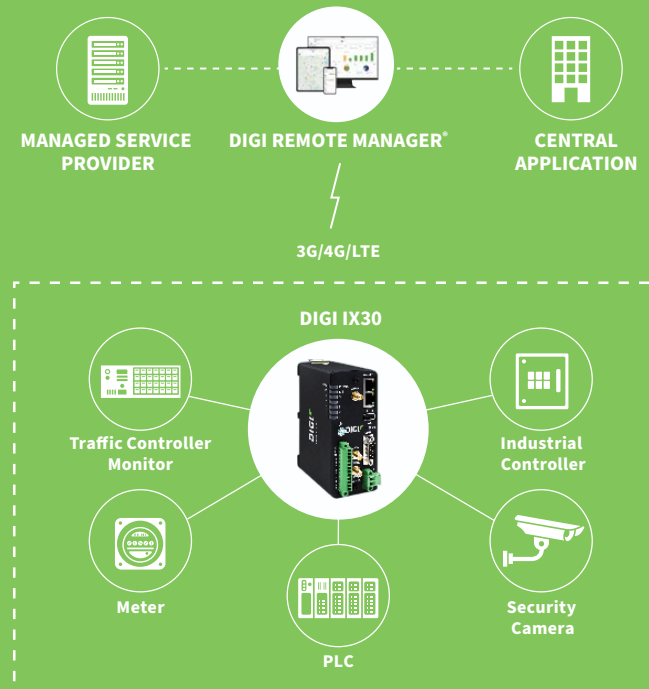 MANAGED SERVICE
PROVIDER
DIGI REMOTE MANAGER®
CENTRAL
APPLICATION
3G/4G/LTE
DIGI IX30
DIGI
DIGI
Traffic Controller
Monitor
Industrial
Controller
Meter
PLC
Security
Camera